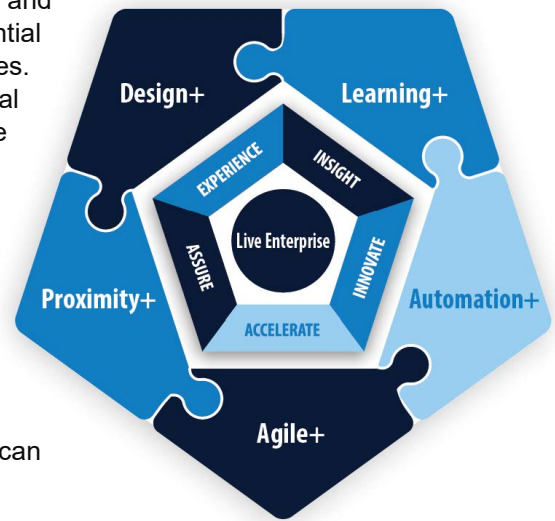 and
ntial
es.
al
e
Design+
Learning+
EXPERIENCE
INSIGHT
Live Enterprise
ASSURE
INNOVATE
Proximity+
Automation+
ACCELERATE
Agile+
can